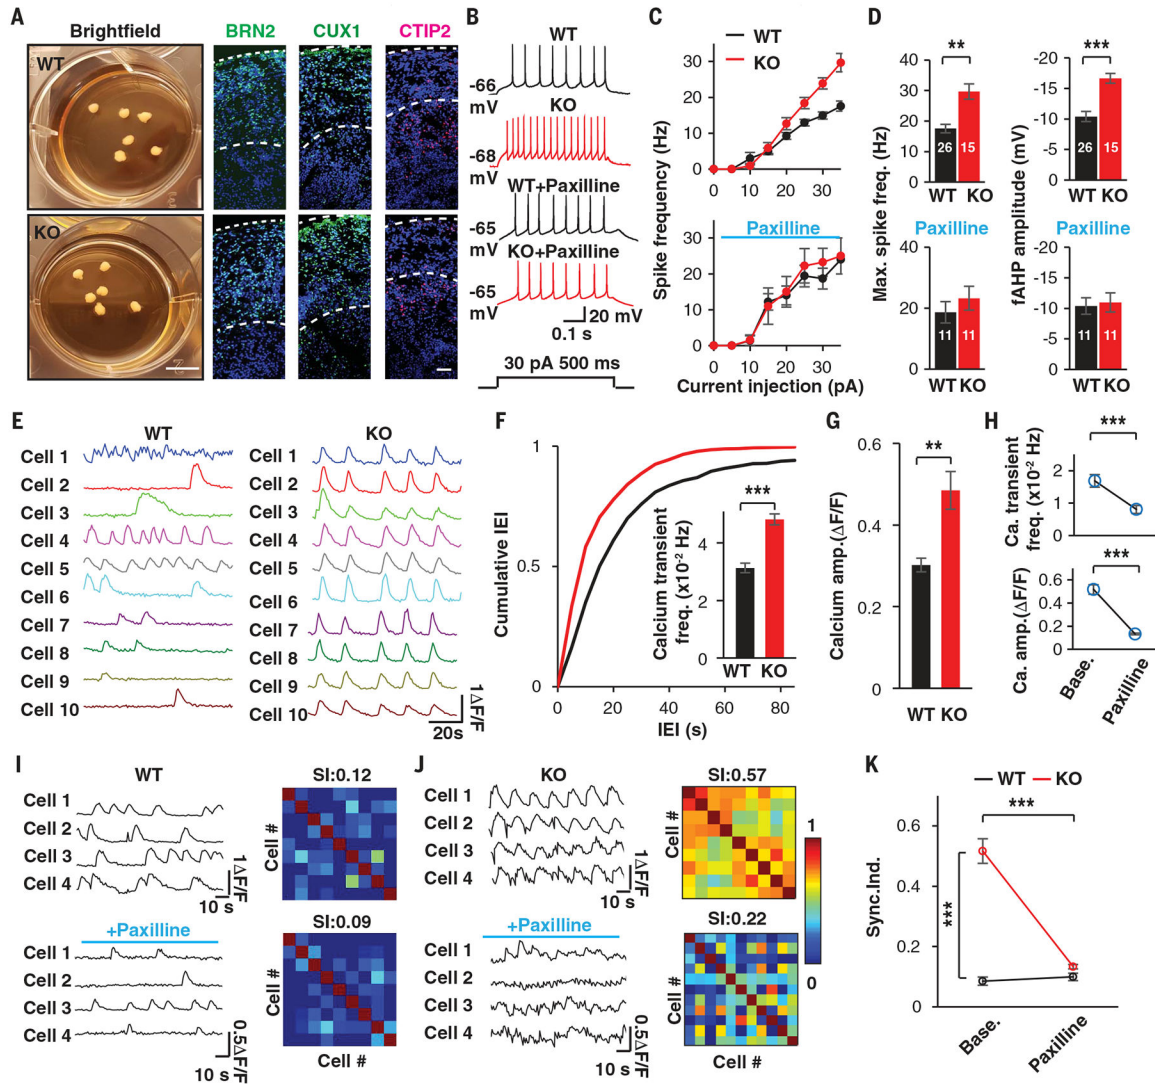 A
Brightfield
BRN2
CUX1
CTIP2
WT
KO
B
WT
-66
mV
KO
-68
mV
WT+Paxilline
-65
mV
KO+Paxilline
-65
mV
20 mV
0.1 s
30 pA 500 ms
C
WT
KO
Spike frequency (Hz)
30
20
10
0
0 10 20 30
Paxilline
30
20
10
0
0 10 20 30
Current injection (pA)
D
Max. spike freq. (Hz)
**
40
30
20
10
0
26 15
WT KO
fAHP amplitude (mV)
***
-20
-15
-10
-5
0
26 15
WT KO
Paxilline
40
20
0
11 11
WT KO
Paxilline
-20
-15
-10
-5
0
11 11
WT KO
E
WT
Cell 1
Cell 2
Cell 3
Cell 4
Cell 5
Cell 6
Cell 7
Cell 8
Cell 9
Cell 10
KO
Cell 1
Cell 2
Cell 3
Cell 4
Cell 5
Cell 6
Cell 7
Cell 8
Cell 9
Cell 10
1ΔF/F
20s
F
Cumulative IEI
1
0.5
0
0 20 40 60 80
IEI (s)
Calcium transient
freq. (x10-2 Hz)
***
4
2
0
WT KO
G
Calcium amp.(ΔF/F)
**
0.6
0.4
0.2
0
WT KO
H
Ca. transient
freq. (x10-2 Hz)
***
2
1
0
Ca. amp.(ΔF/F)
***
0.6
0.4
0.2
0
Base.
Paxilline
I
WT
Cell 1
Cell 2
Cell 3
Cell 4
1ΔF/F
10 s
SI:0.12
Cell #
+Paxilline
Cell 1
Cell 2
Cell 3
Cell 4
0.5ΔF/F
10 s
SI:0.09
Cell #
Cell #
J
KO
Cell 1
Cell 2
Cell 3
Cell 4
1ΔF/F
10 s
SI:0.57
Cell #
1
0
+Paxilline
Cell 1
Cell 2
Cell 3
Cell 4
0.5ΔF/F
10 s
SI:0.22
Cell #
Cell #
K
WT
KO
Sync.Ind.
***
***
0.6
0.4
0.2
0
Base.
Paxilline